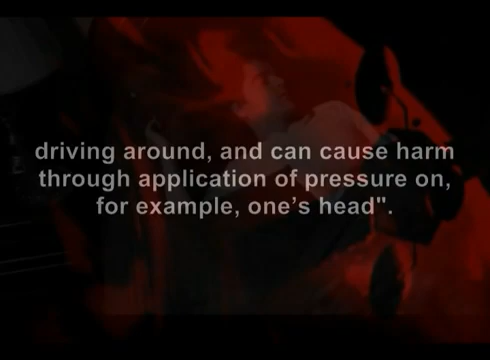 driving around, and can cause harm
through application of pressure on,
for example, one’s head".